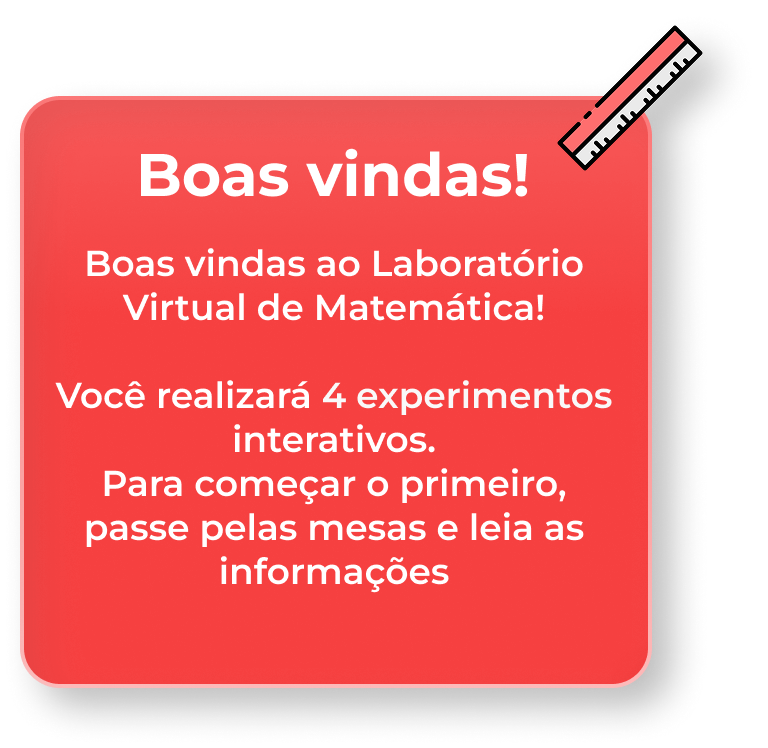 Boas vindas!
Boas vindas ao Laboratório
Virtual de Matemática!
Você realizará 4 experimentos
interativos.
Para começar o primeiro,
passe pelas mesas e leia as
informações